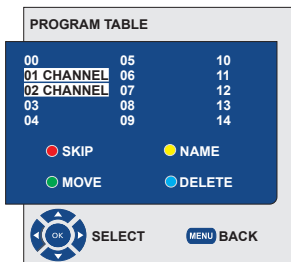 PROGRAM TABLE
00 05 10
01 CHANNEL 06 11
02 CHANNEL 07 12
03 08 13
04 09 14
SKIP NAME
MOVE DELETE
OK SELECT MENU BACK